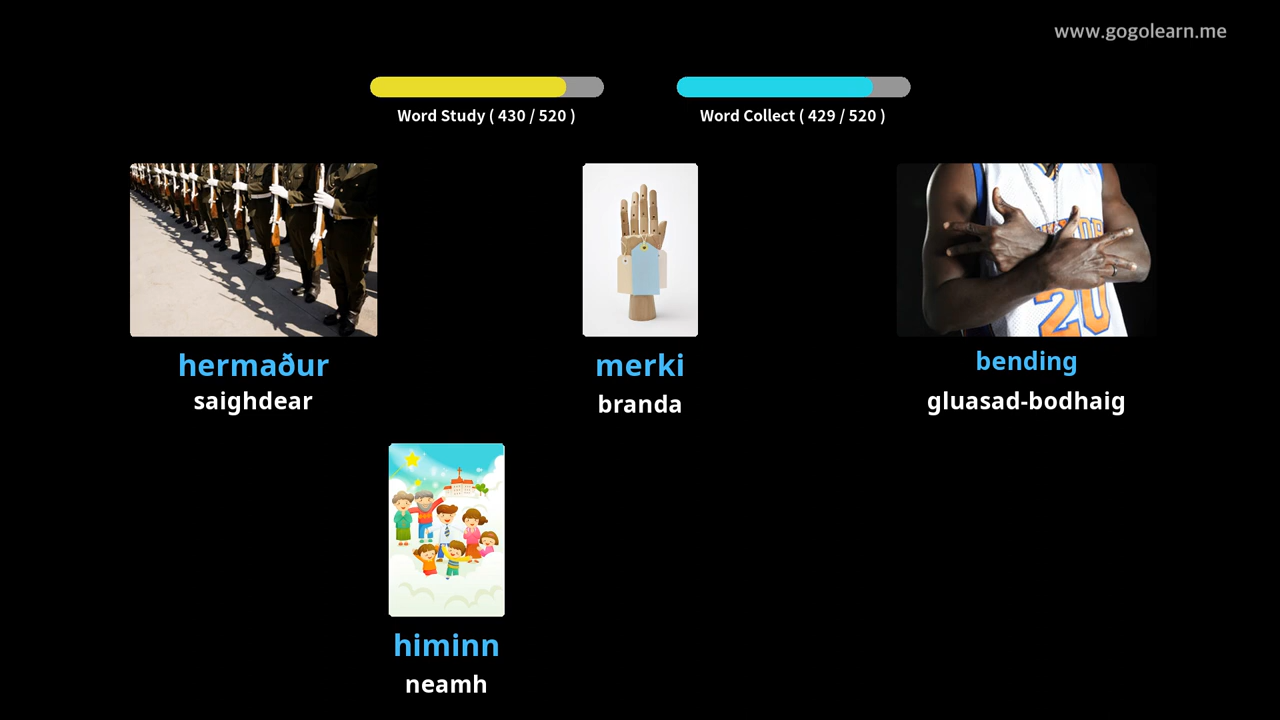 www.gogolearn.me
Word Study ( 430 / 520 )
Word Collect ( 429 / 520 )
hermaður
saighdear
merki
branda
bending
gluasad-bodhaig
20
himinn
neamh